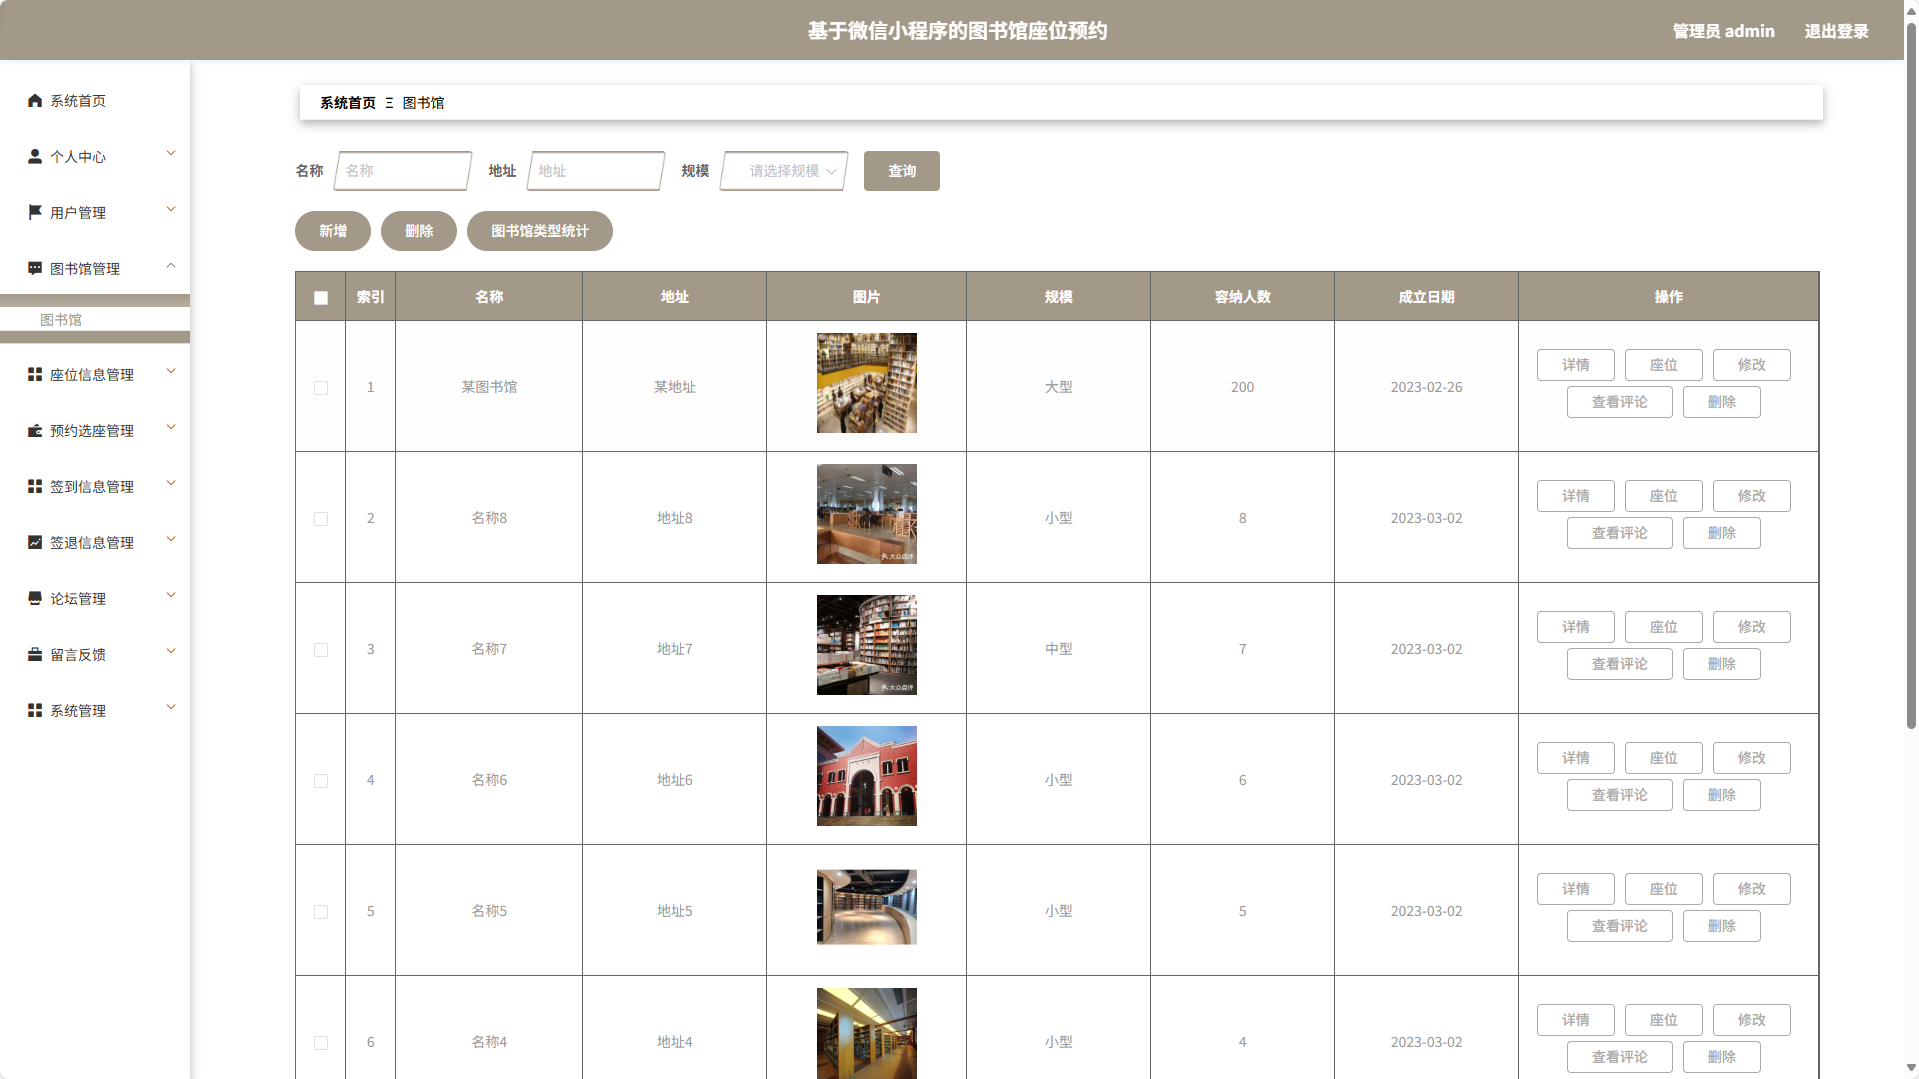 基于微信小程序的图书馆座位预约
管理员 admin
退出登录
系统首页
个人中心
用户管理
图书馆管理
图书馆
座位信息管理
预约选座管理
签到信息管理
签退信息管理
论坛管理
留言反馈
系统管理
系统首页 Ξ 图书馆
名称 名称 地址 地址 规模 请选择规模 查询
新增 删除 图书馆类型统计
索引 名称 地址 图片 规模 容纳人数 成立日期 操作
1 某图书馆 某地址 大型 200 2023-02-26 详情 座位 修改
查看评论 删除
2 名称8 地址8 小型 8 2023-03-02 详情 座位 修改
查看评论 删除
大众点评
3 名称7 地址7 中型 7 2023-03-02 详情 座位 修改
查看评论 删除
大众点评
4 名称6 地址6 小型 6 2023-03-02 详情 座位 修改
查看评论 删除
5 名称5 地址5 小型 5 2023-03-02 详情 座位 修改
查看评论 删除
6 名称4 地址4 小型 4 2023-03-02 详情 座位 修改
查看评论 删除